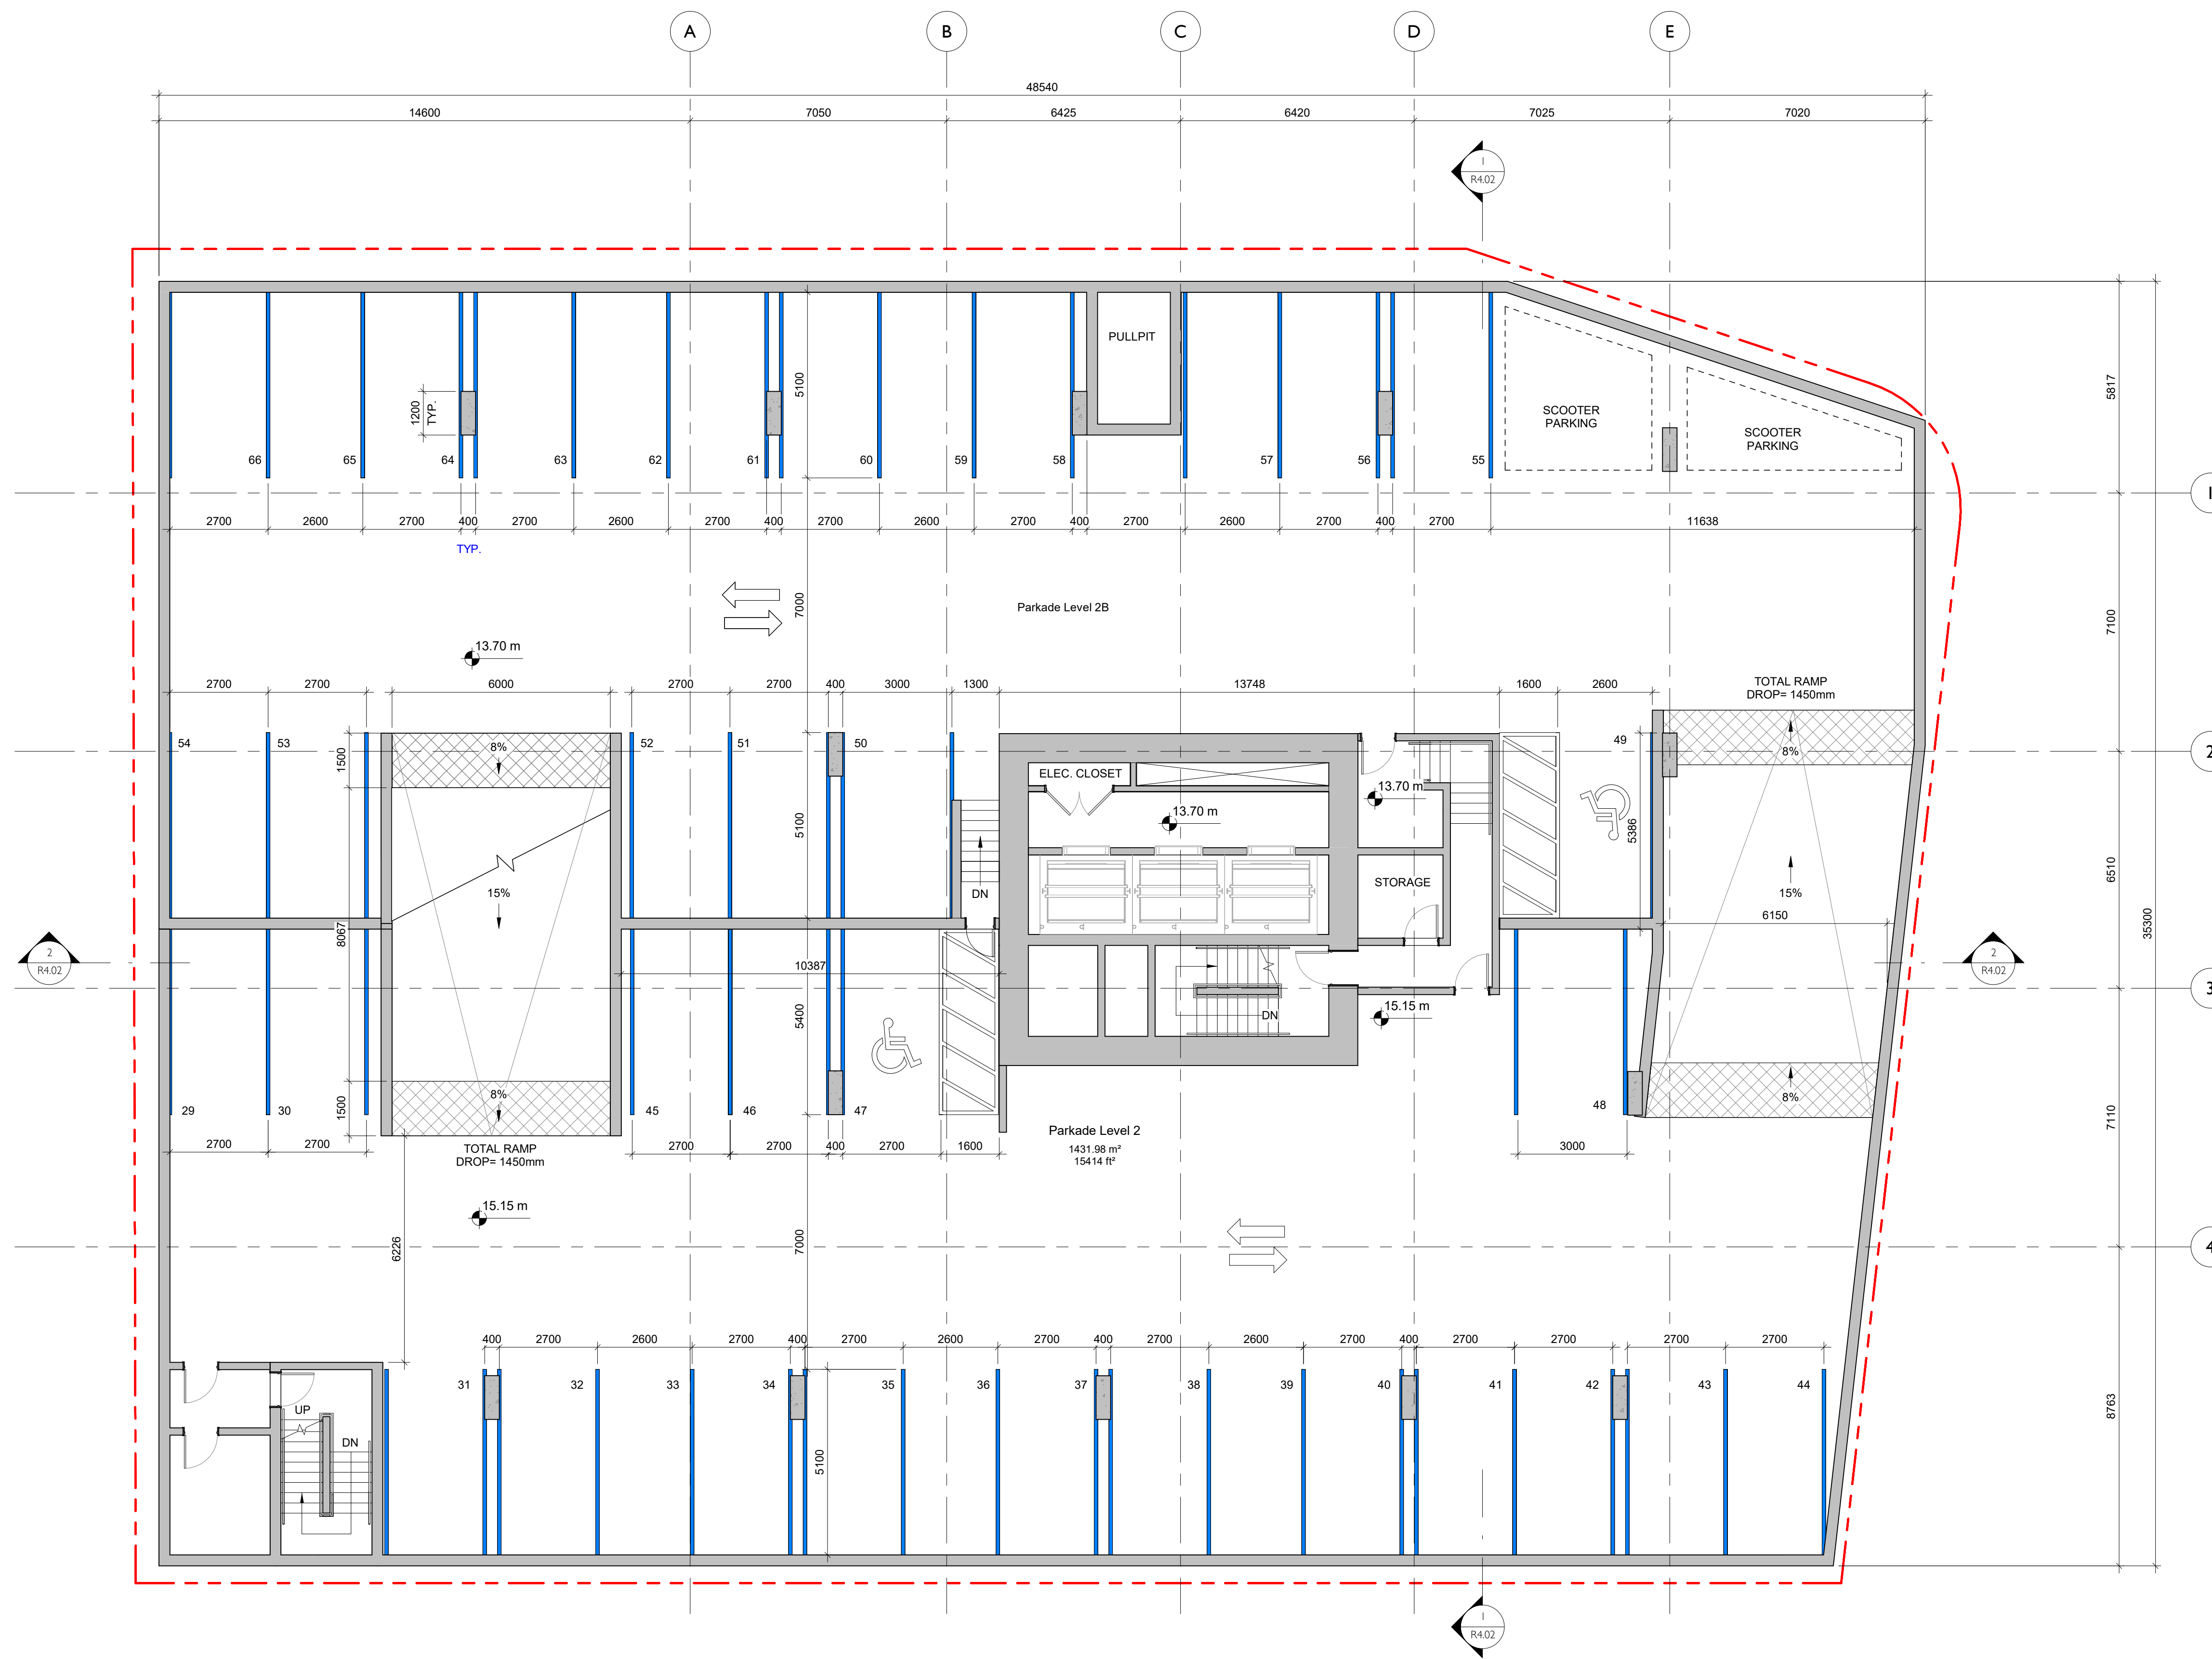 A B C D E
48540
14600 7050 6425 6420 7025 7020
1
R4.02
PULLPIT
5100
1200
TYP.
SCOOTER
PARKING
SCOOTER
PARKING
5817
66 65 64 63 62 61 60 59 58 57 56 55
1
2700 2600 2700 400 2700 2600 2700 400 2700 2600 2700 400 2700 2600 2700 400 2700 11638
TYP.
7000
Parkade Level 2B
7100
35300
13.70 m
TOTAL RAMP
DROP= 1450mm
2700 2700 6000 2700 2700 400 3000 1300 13748 1600 2600
54 53 52 51 50 49
8%
8%
2
1500
ELEC. CLOSET
13.70 m
13.70 m
5100
5386
15%
DN
STORAGE
15%
6510
6150
8067
2
R4.02
2
R4.02
10387
3
5400
DN
15.15 m
8%
8%
1500
29 30 45 46 47 48
7110
Parkade Level 2
1431.98 m²
15414 ft²
2700 2700 2700 2700 400 2700 1600 3000
TOTAL RAMP
DROP= 1450mm
15.15 m
6226
7000
4
400 2700 2600 2700 400 2700 2600 2700 400 2700 2600 2700 400 2700 2700 2700 2700
31 32 33 34 35 36 37 38 39 40 41 42 43 44
UP
DN
5100
8763
1
R4.02